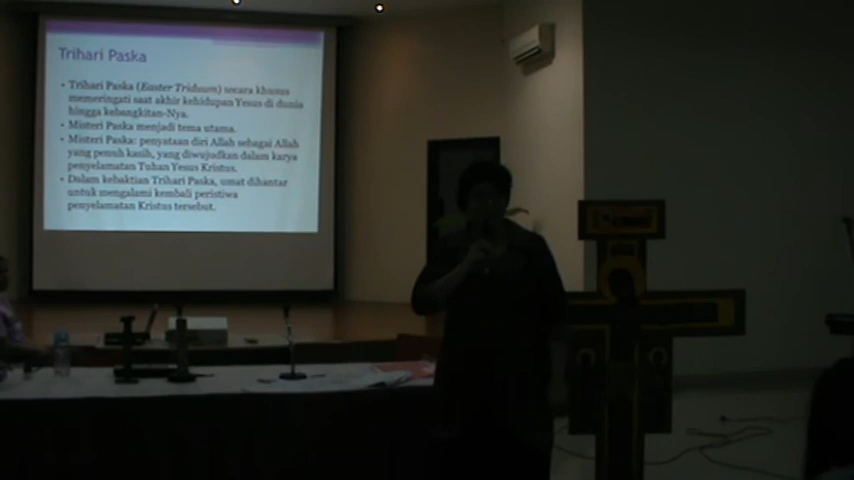 Trihari Paska
• Trihari Paska (Easter Triduum) secara khusus
memeringati saat akhir kehidupan Yesus di dunia
hingga kebangkitan-Nya.
• Misteri Paska menjadi tema utama.
• Misteri Paska: penyataan diri Allah sebagai Allah
yang penuh kasih, yang diwujudkan dalam karya
penyelamatan Tuhan Yesus Kristus.
• Dalam kebaktian Trihari Paska, umat dihantar
untuk mengalami kembali peristiwa
penyelamatan Kristus tersebut.